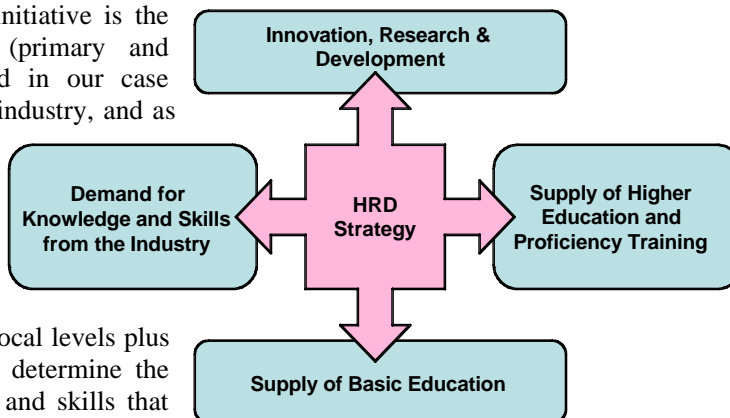 initiative is the
(primary and
d in our case
industry, and as
Innovation, Research &
Development
Demand for
Knowledge and Skills
from the Industry
HRD
Strategy
Supply of Higher
Education and
Proficiency Training
ocal levels plus
determine the
and skills that
Supply of Basic Education